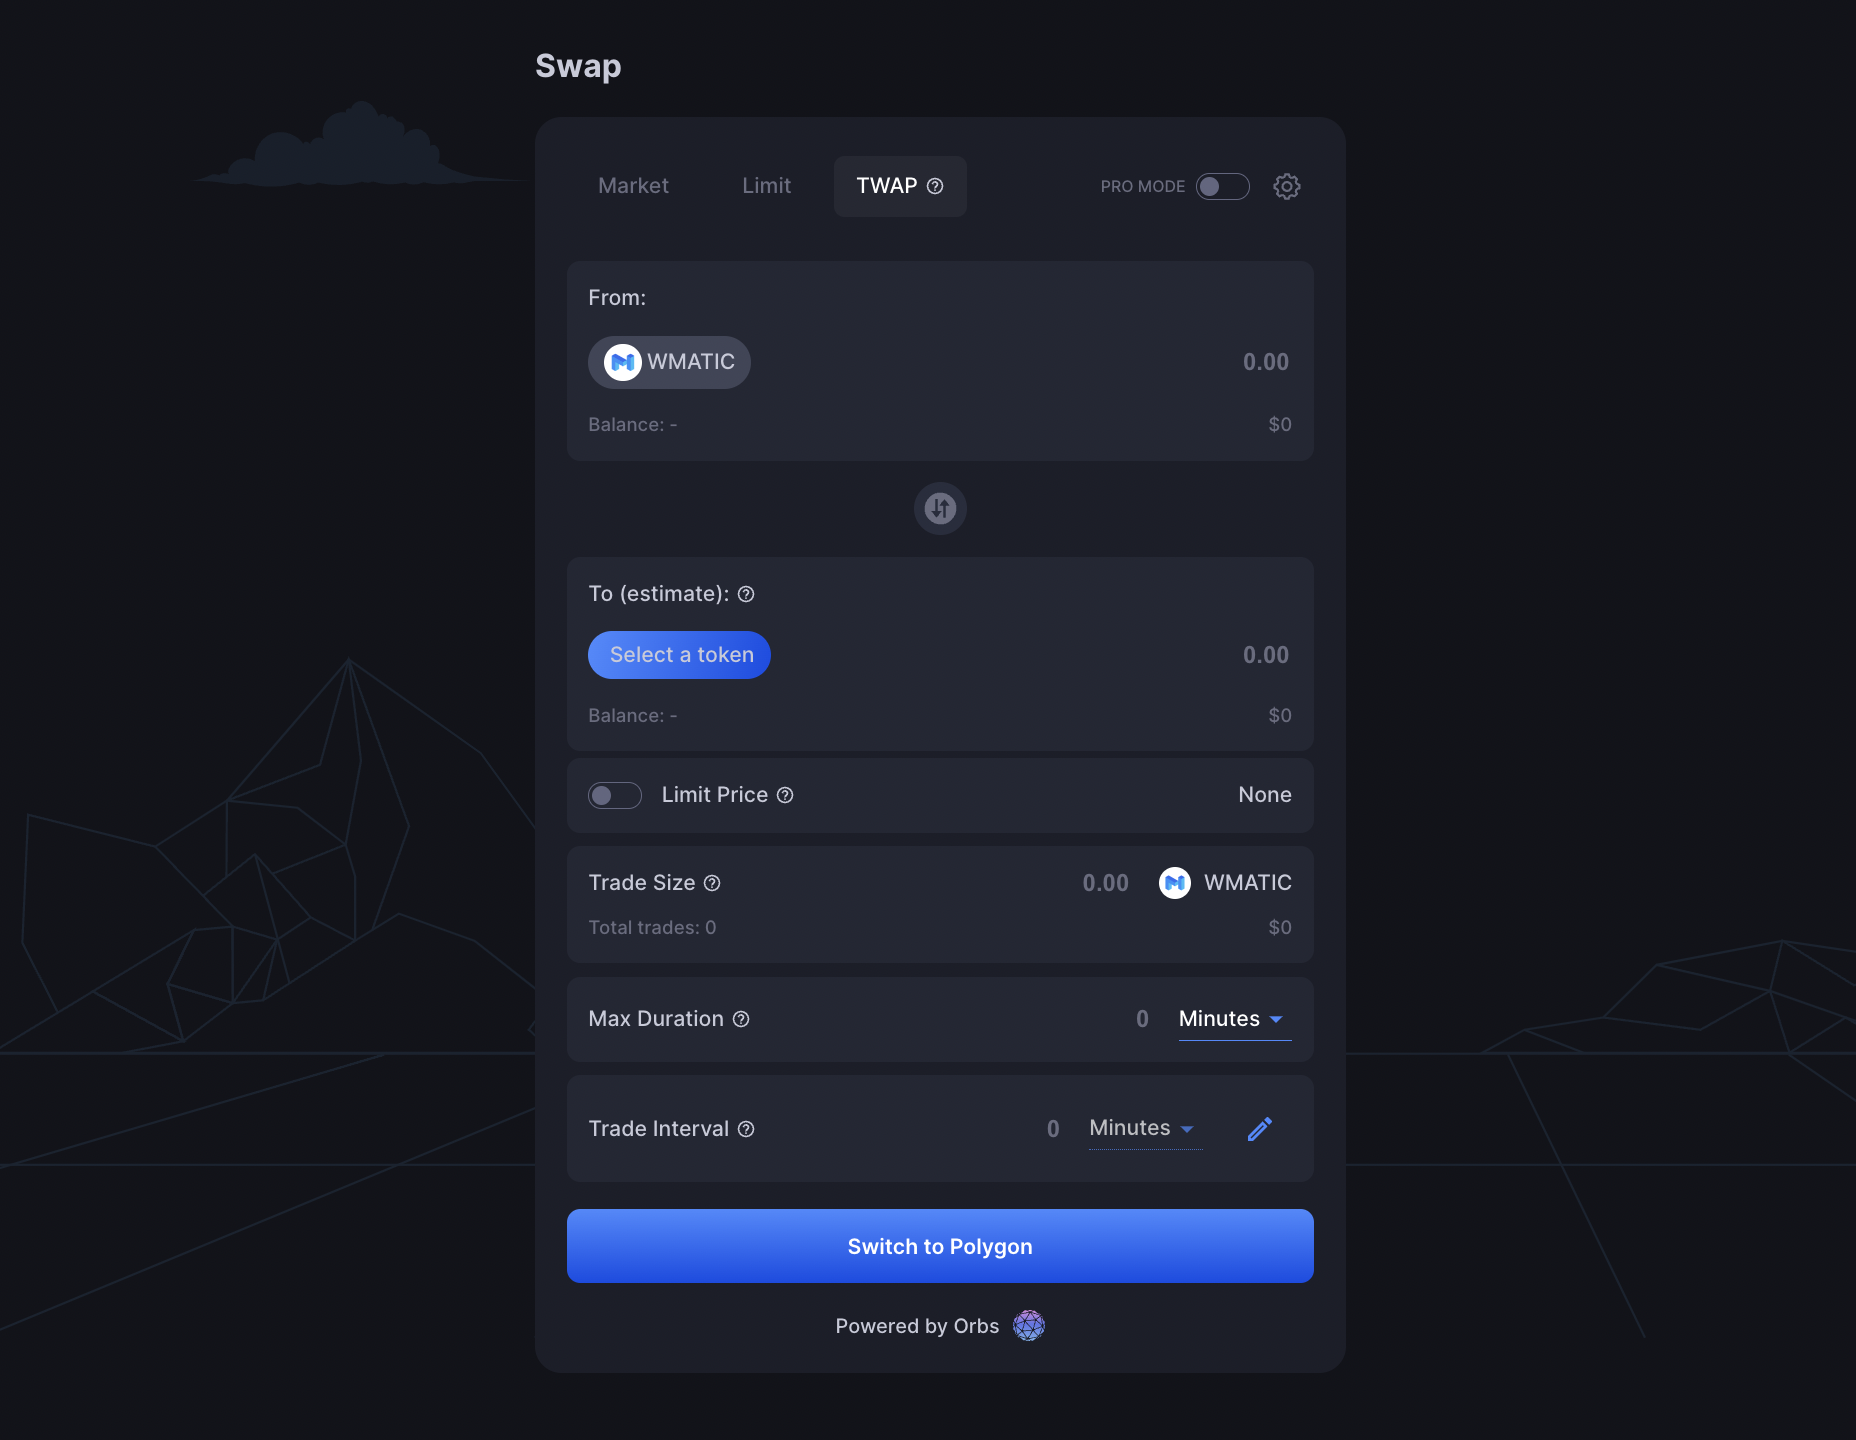 Swap
Market Limit TWAP PRO MODE
From:
WMATIC 0.00
Balance: - $0
To (estimate):
Select a token 0.00
Balance: - $0
Limit Price None
Trade Size 0.00 WMATIC
Total trades: 0 $0
Max Duration 0 Minutes
Trade Interval 0 Minutes
Switch to Polygon
Powered by Orbs